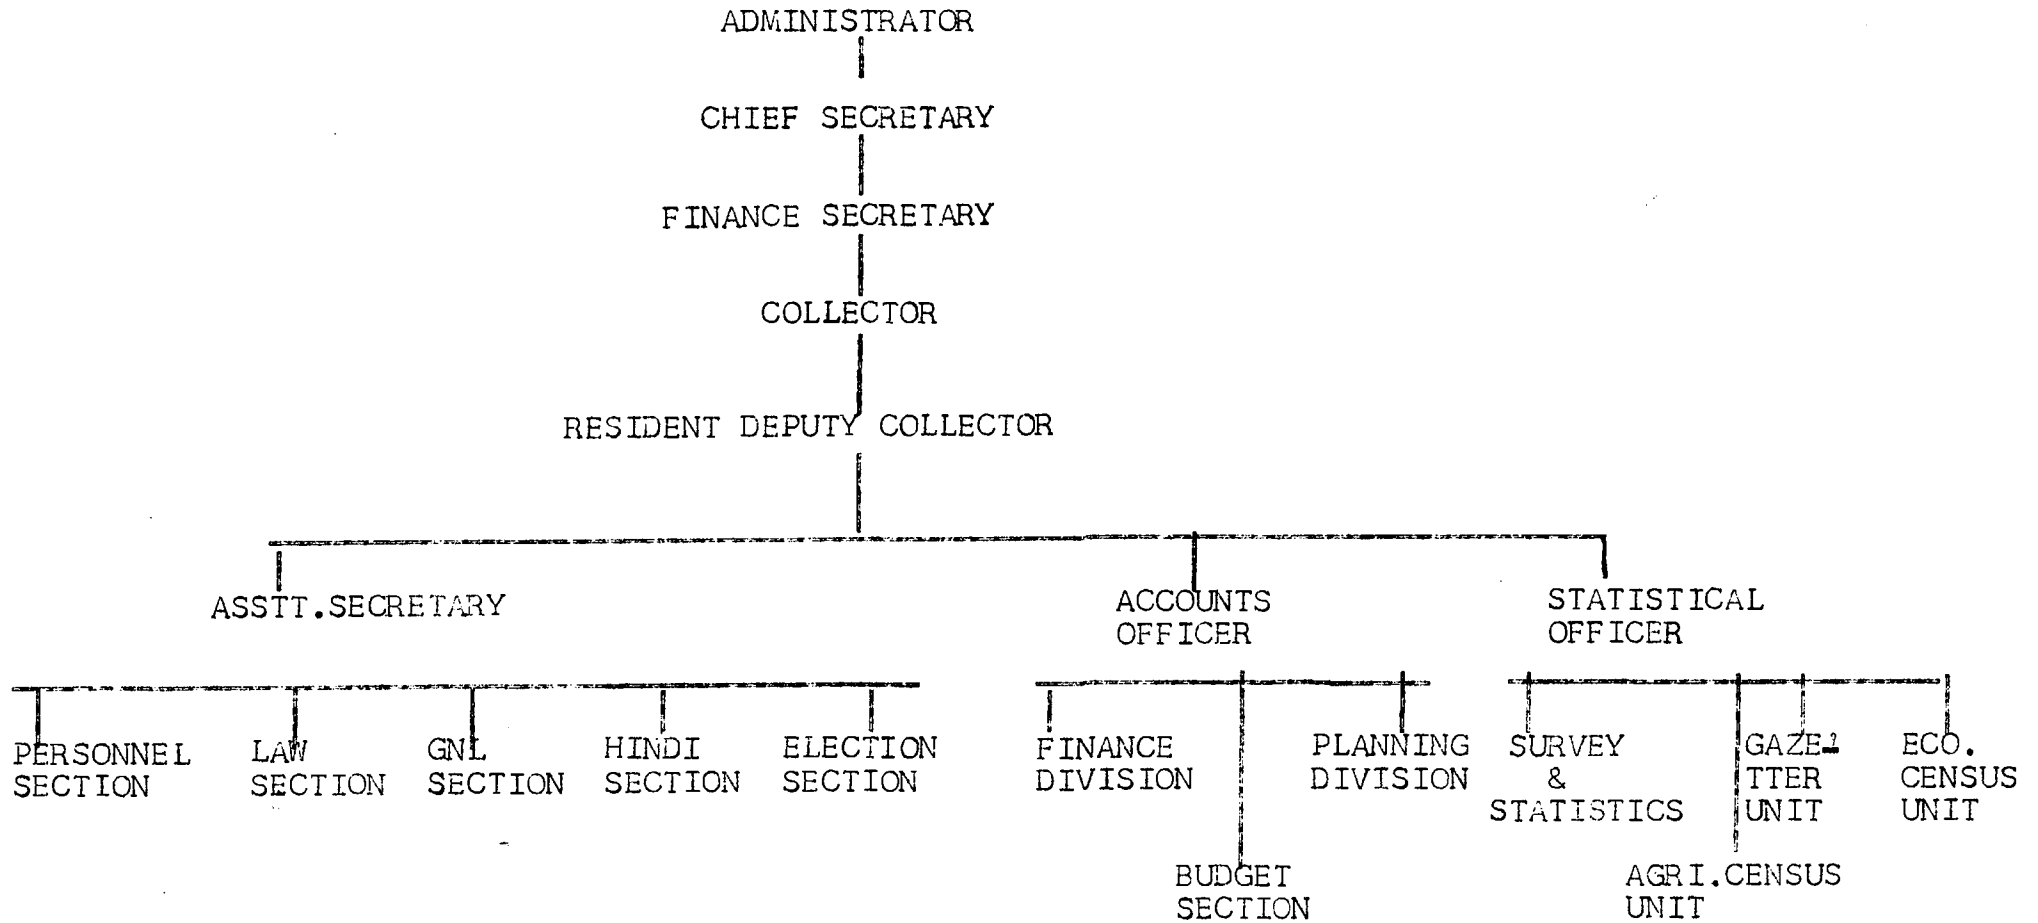 ADMINISTRATOR
CHIEF SECRETARY
FINANCE SECRETARY
COLLECTOR
RESIDENT DEPUTY COLLECTOR
ASSTT.SECRETARY
ACCOUNTS
OFFICER
STATISTICAL
OFFICER
PERSONNEL
SECTION
LAW
SECTION
GNL
SECTION
HINDI
SECTION
ELECTION
SECTION
FINANCE
DIVISION
BUDGET
SECTION
PLANNING
DIVISION
SURVEY
&
STATISTICS
AGRI.CENSUS
UNIT
GAZE-
TTER
UNIT
ECO.
CENSUS
UNIT